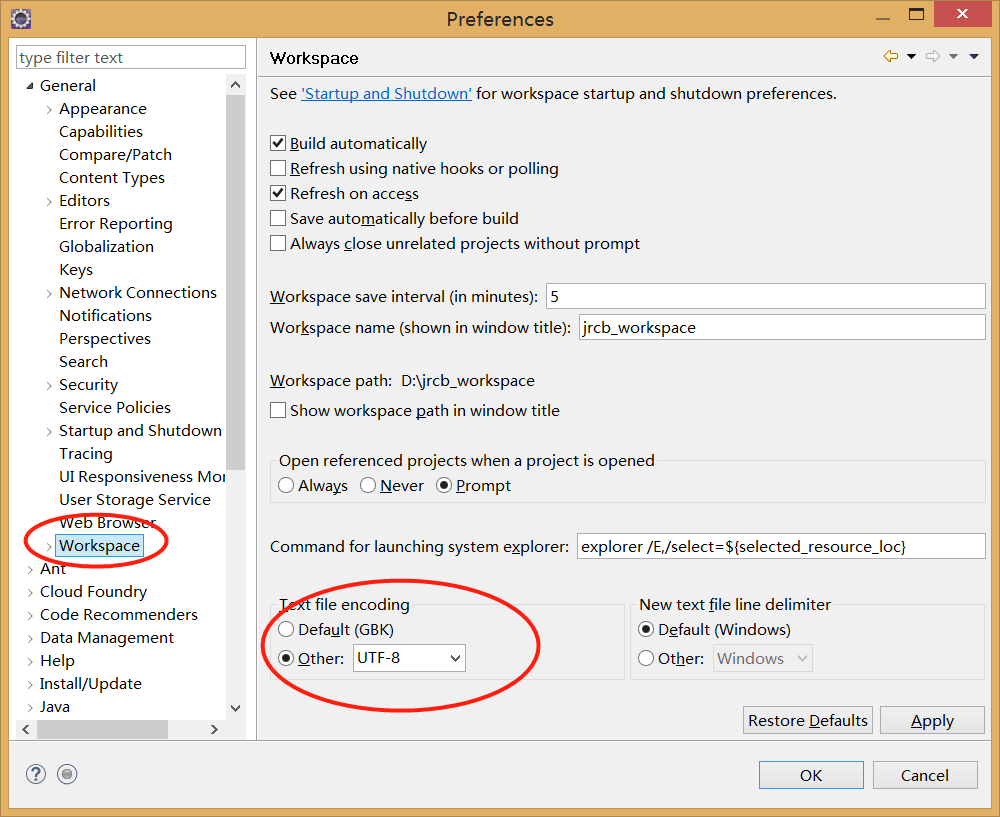 Preferences
type filter text
General
Appearance
Capabilities
Compare/Patch
Content Types
Editors
Error Reporting
Globalization
Keys
Network Connections
Notifications
Perspectives
Search
Security
Service Policies
Startup and Shutdown
Tracing
UI Responsiveness Mor
User Storage Service
Web Browser
Workspace
Ant
Cloud Foundry
Code Recommenders
Data Management
Help
Install/Update
Java
Workspace
See 'Startup and Shutdown' for workspace startup and shutdown preferences.
Build automatically
Refresh using native hooks or polling
Refresh on access
Save automatically before build
Always close unrelated projects without prompt
Workspace save interval (in minutes): 5
Workspace name (shown in window title): jrcb_workspace
Workspace path: D:\jrcb_workspace
Show workspace path in window title
Open referenced projects when a project is opened
Always Never Prompt
Command for launching system explorer: explorer /E,/select=${selected_resource_loc}
Text file encoding
Default (GBK)
Other: UTF-8
New text file line delimiter
Default (Windows)
Other: Windows
Restore Defaults Apply
? OK Cancel